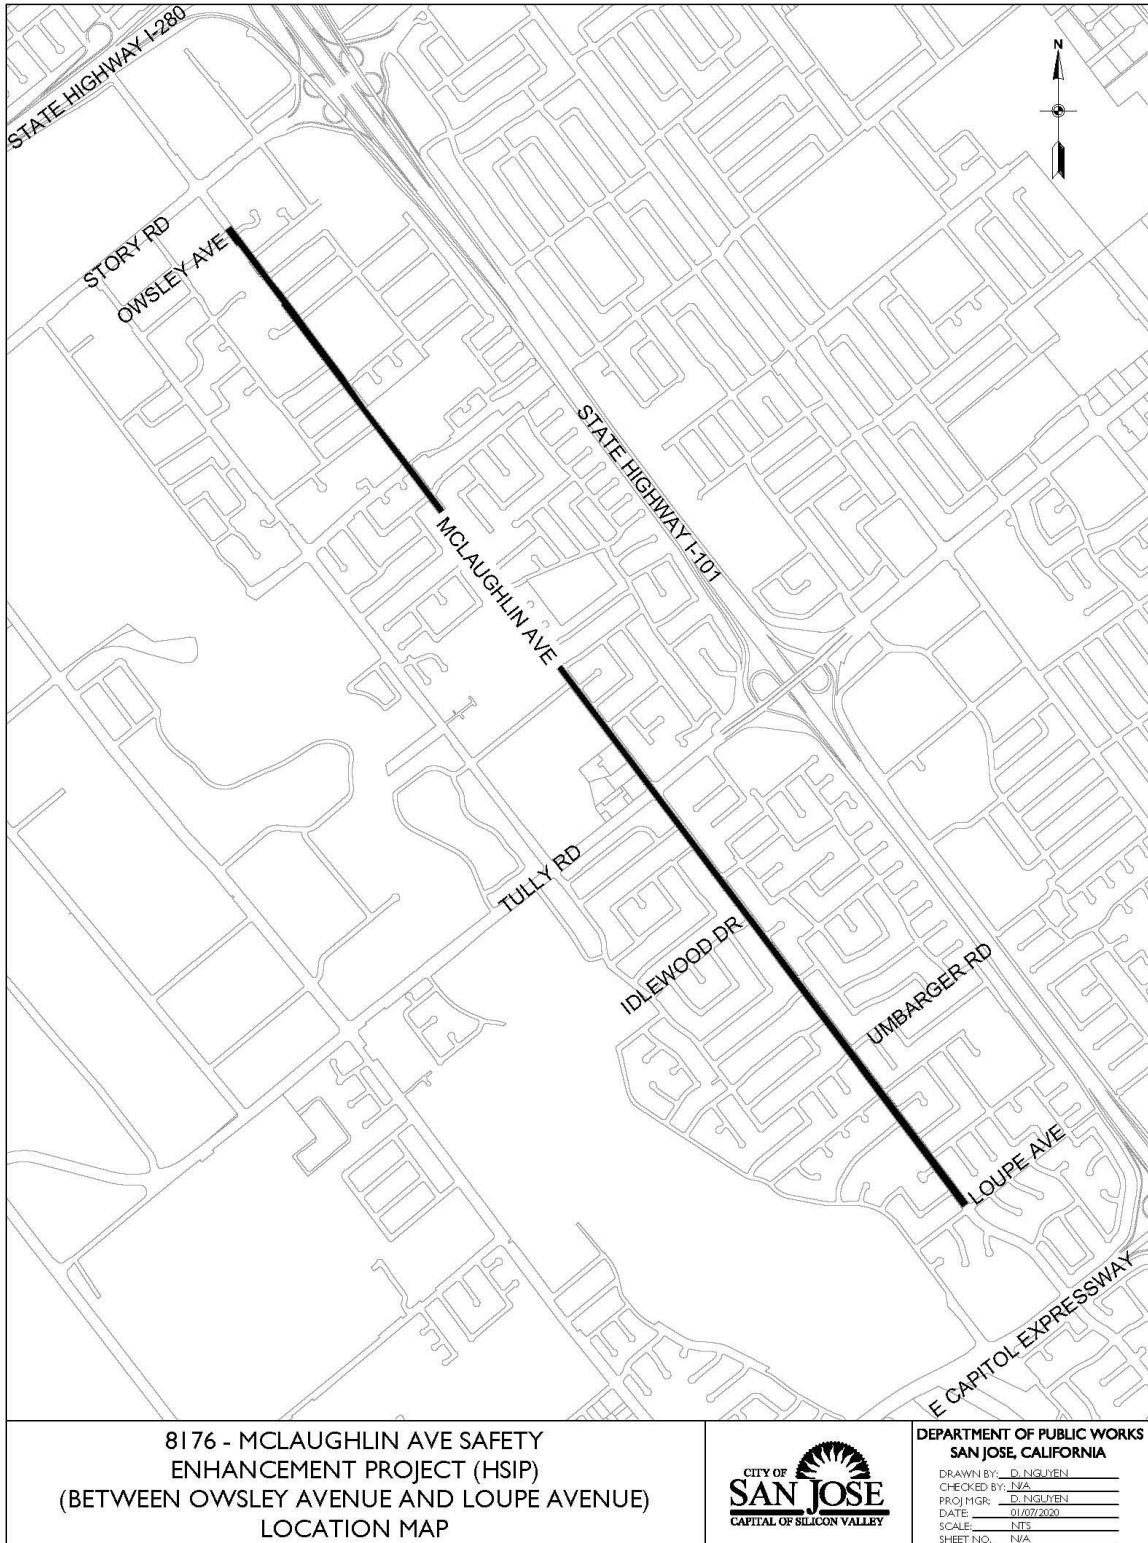 STATE HIGHWAY I-280
N
STORY RD
OWSLEY AVE
STATE HIGHWAY I-101
MCLAUGHLIN AVE
TULLY RD
IDLEWOOD DR
UMBARGER RD
LOUPE AVE
E CAPITOL EXPRESSWAY
8176 - MCLAUGHLIN AVE SAFETY
ENHANCEMENT PROJECT (HSIP)
(BETWEEN OWSLEY AVENUE AND LOUPE AVENUE)
LOCATION MAP
CITY OF
SAN JOSE
CAPITAL OF SILICON VALLEY
DEPARTMENT OF PUBLIC WORKS
SAN JOSE, CALIFORNIA
DRAWN BY: D. NGUYEN
CHECKED BY: N/A
PROJ MGR: D. NGUYEN
DATE: 01/07/2020
SCALE: NTS
SHEET NO. N/A